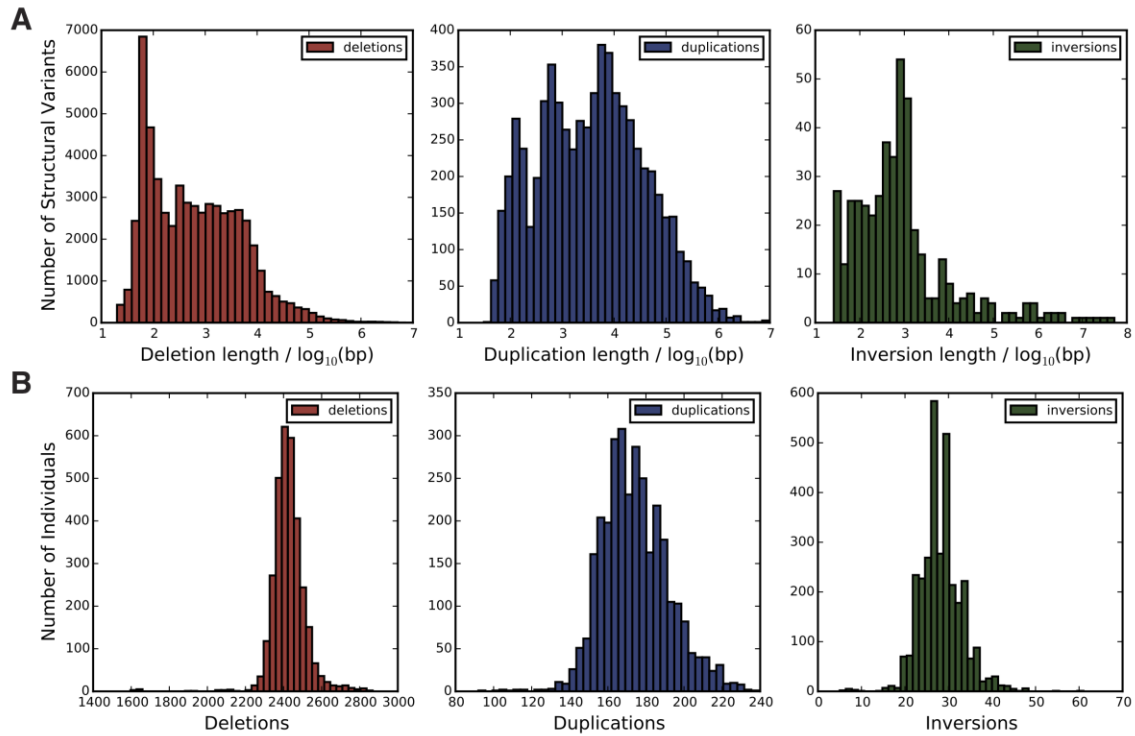 A
Number of Structural Variants
7000
6000
5000
4000
3000
2000
1000
0
deletions
1 2 3 4 5 6 7
Deletion length / log₁₀(bp)
400
350
300
250
200
150
100
50
0
duplications
1 2 3 4 5 6 7
Duplication length / log₁₀(bp)
60
50
40
30
20
10
0
inversions
1 2 3 4 5 6 7 8
Inversion length / log₁₀(bp)
B
Number of Individuals
700
600
500
400
300
200
100
0
deletions
1400 1600 1800 2000 2200 2400 2600 2800 3000
Deletions
350
300
250
200
150
100
50
0
duplications
80 100 120 140 160 180 200 220 240
Duplications
600
500
400
300
200
100
0
inversions
0 10 20 30 40 50 60 70
Inversions